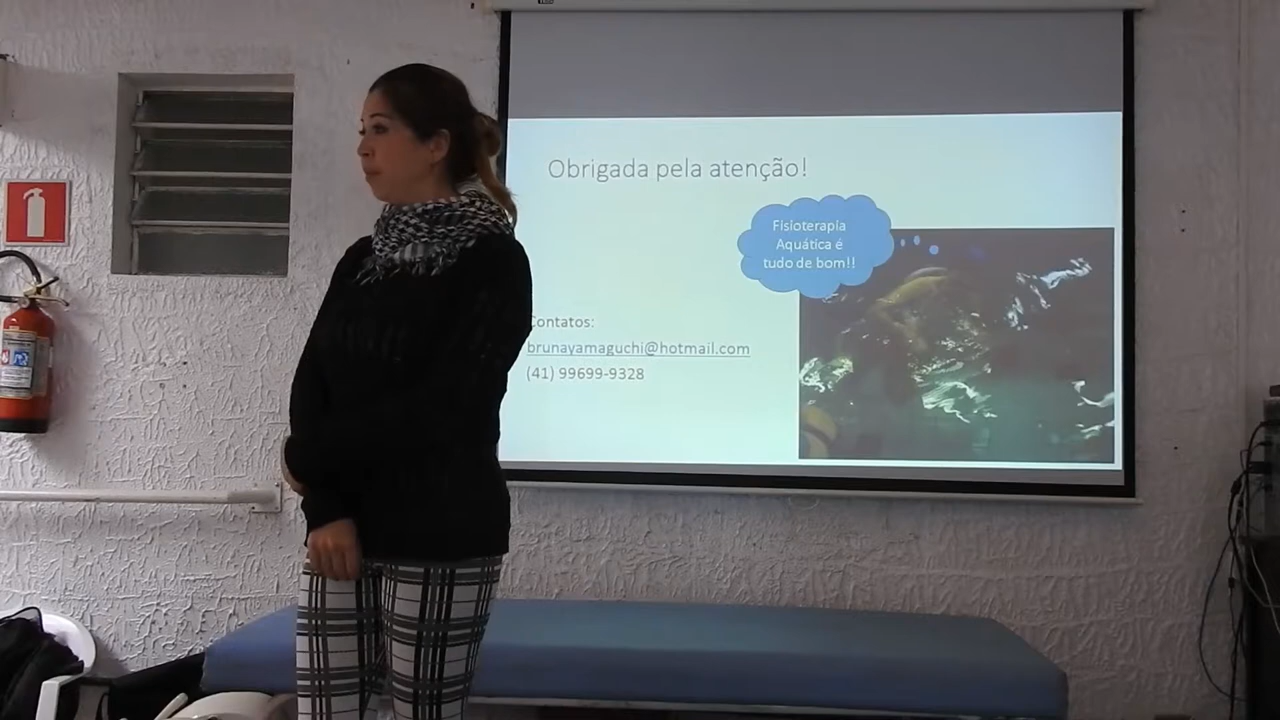 Obrigada pela atenção!
Fisioterapia
Aquática é
tudo de bom!!
Contatos:
brunayamaguchi@hotmail.com
(41) 99699-9328